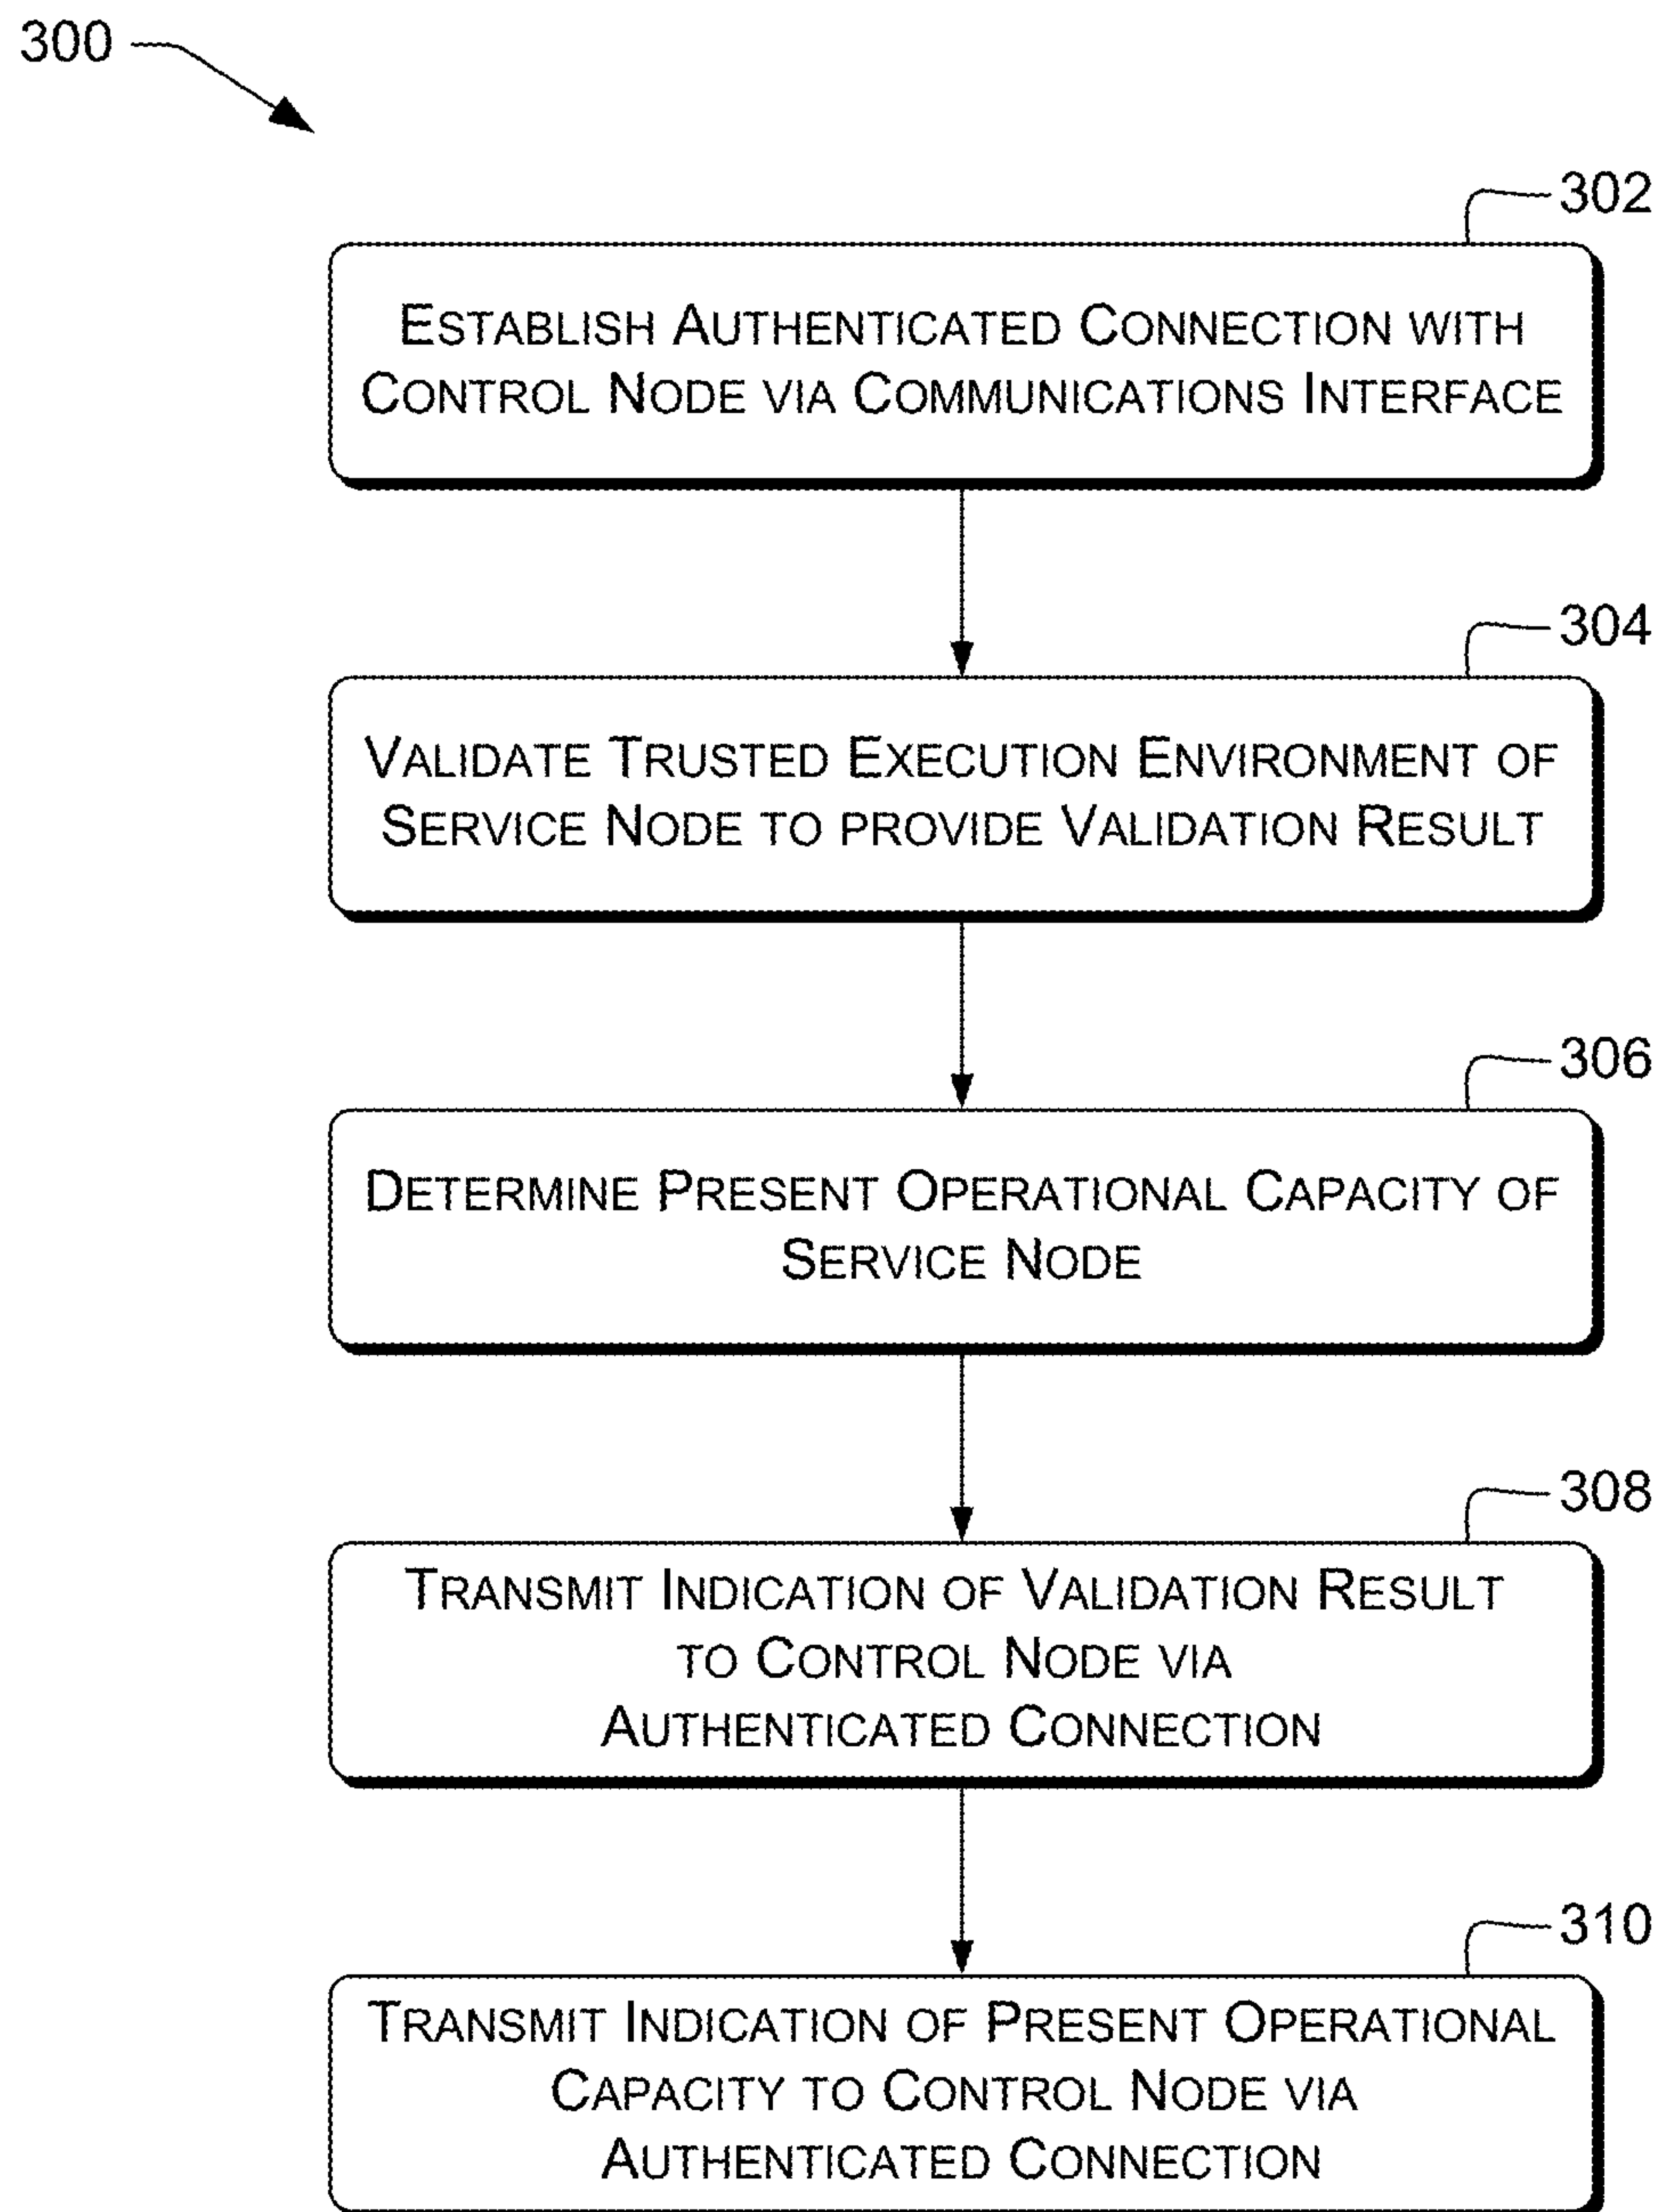 300
302
ESTABLISH AUTHENTICATED CONNECTION WITH
CONTROL NODE VIA COMMUNICATIONS INTERFACE
304
VALIDATE TRUSTED EXECUTION ENVIRONMENT OF
SERVICE NODE TO PROVIDE VALIDATION RESULT
306
DETERMINE PRESENT OPERATIONAL CAPACITY OF
SERVICE NODE
308
TRANSMIT INDICATION OF VALIDATION RESULT
TO CONTROL NODE VIA
AUTHENTICATED CONNECTION
310
TRANSMIT INDICATION OF PRESENT OPERATIONAL
CAPACITY TO CONTROL NODE VIA
AUTHENTICATED CONNECTION